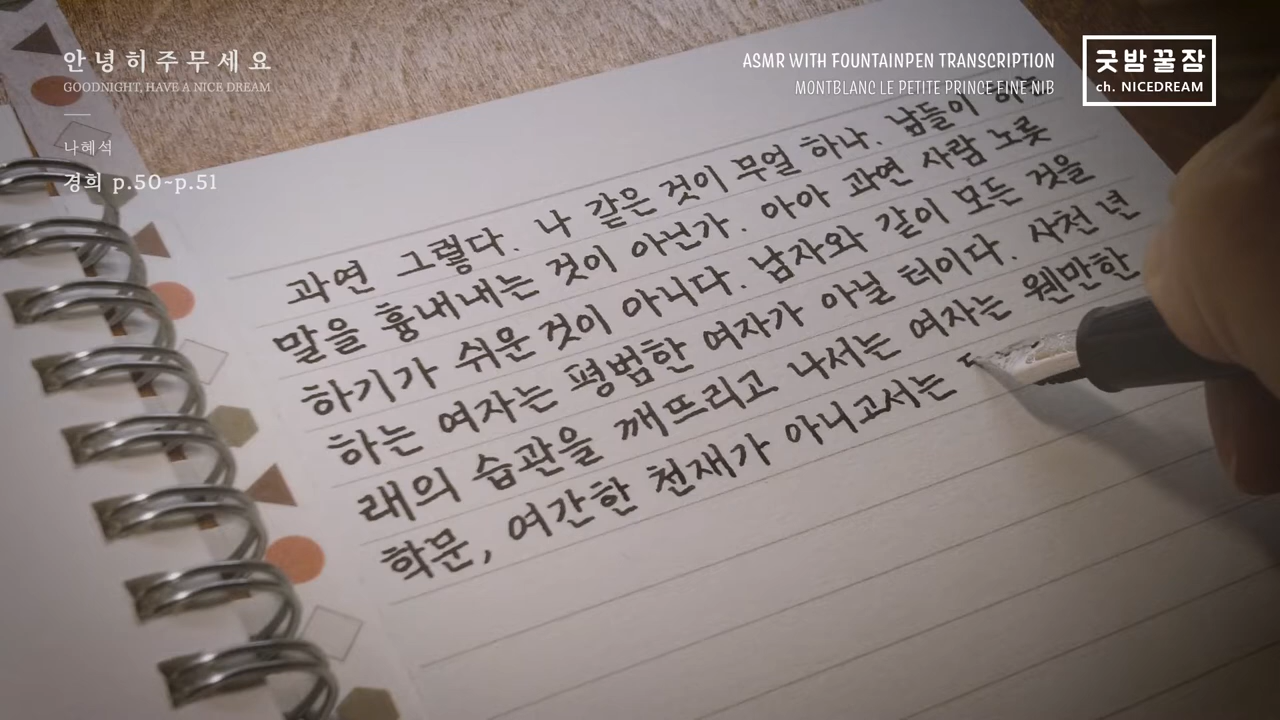 안녕히주무세요
GOODNIGHT, HAVE A NICE DREAM
나혜석
경희 p.50~p.51
ASMR WITH FOUNTAINPEN TRANSCRIPTION
MONTBLANC LE PETITE PRINCE FINE NIB
굿밤꿀잠
ch. NICEDREAM
과연 그렇다. 나 같은 것이 무얼 하나. 남들이 하는
말을 흉내내는 것이 아닌가. 아아 과연 사람 노릇
하기가 쉬운 것이 아니다. 남자와 같이 모든 것을
하는 여자는 평범한 여자가 아닐 터이다. 사천 년
래의 습관을 깨뜨리고 나서는 여자는 웬만한
학문, 여간한 천재가 아니고서는